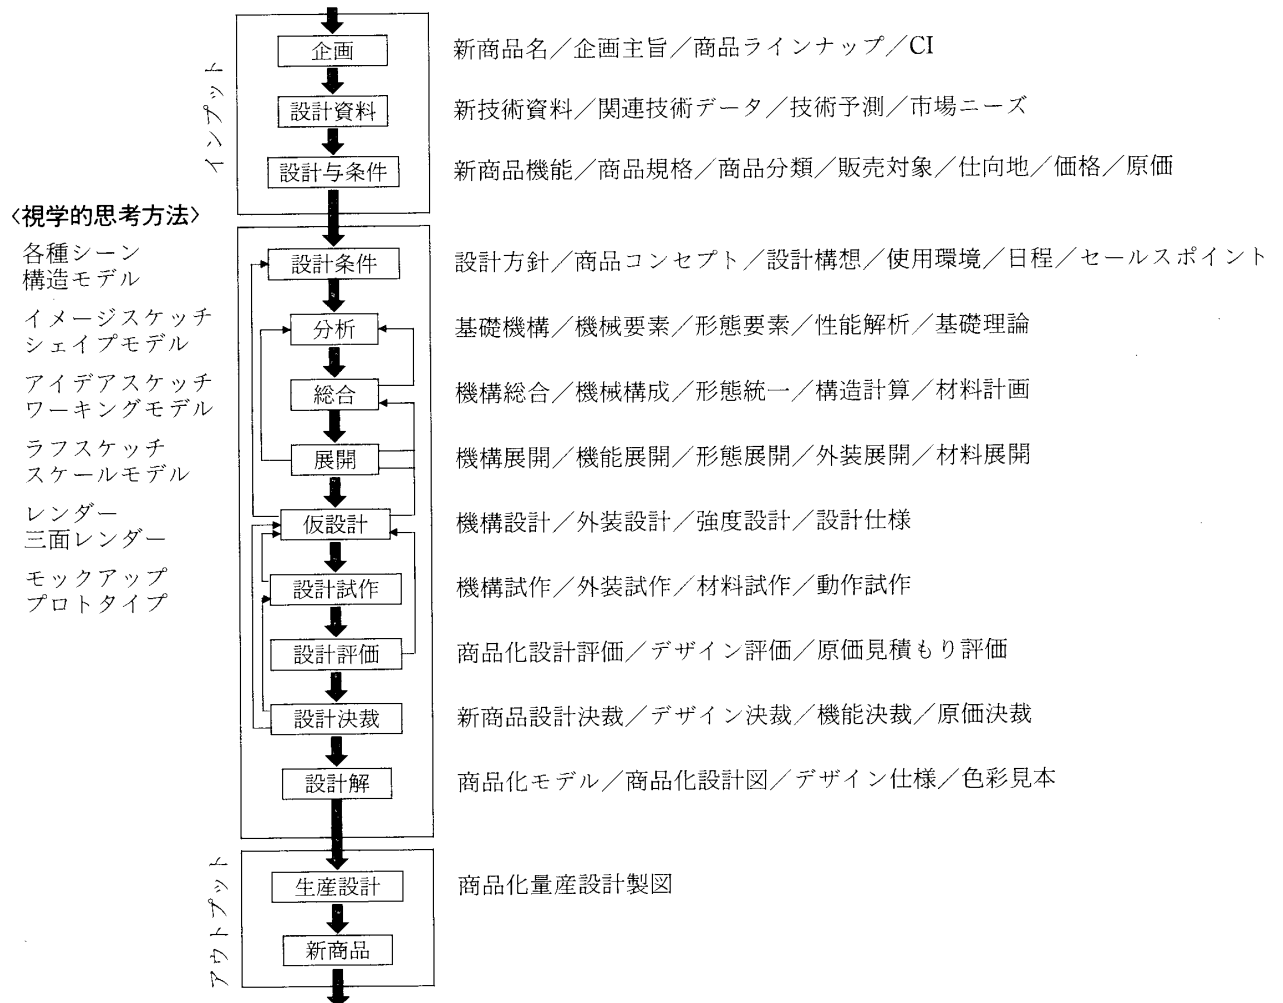 企画
新商品名／企画主旨／商品ラインナップ／CI
インプット
設計資料
新技術資料／関連技術データ／技術予測／市場ニーズ
設計与条件
新商品機能／商品規格／商品分類／販売対象／仕向地／価格／原価
〈視学的思考方法〉
各種シーン
構造モデル
設計条件
設計方針／商品コンセプト／設計構想／使用環境／日程／セールスポイント
イメージスケッチ
シェイプモデル
分析
基礎機構／機械要素／形態要素／性能解析／基礎理論
アイデアスケッチ
ワーキングモデル
総合
機構総合／機械構成／形態統一／構造計算／材料計画
ラフスケッチ
スケールモデル
展開
機構展開／機能展開／形態展開／外装展開／材料展開
レンダー
三面レンダー
仮設計
機構設計／外装設計／強度設計／設計仕様
モックアップ
プロトタイプ
設計試作
機構試作／外装試作／材料試作／動作試作
設計評価
商品化設計評価／デザイン評価／原価見積もり評価
設計決裁
新商品設計決裁／デザイン決裁／機能決裁／原価決裁
設計解
商品化モデル／商品化設計図／デザイン仕様／色彩見本
アウトプット
生産設計
商品化量産設計製図
新商品